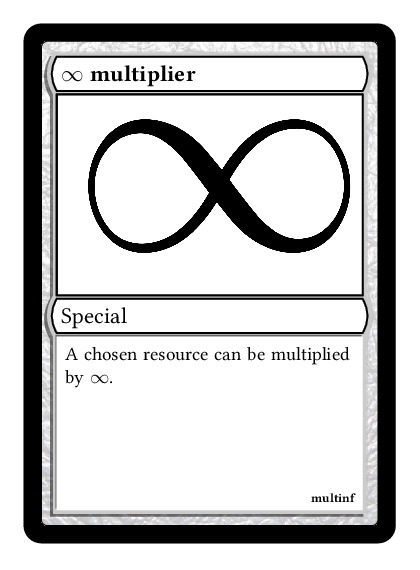 ∞ multiplier
Special
A chosen resource can be multiplied
by ∞.
multinf